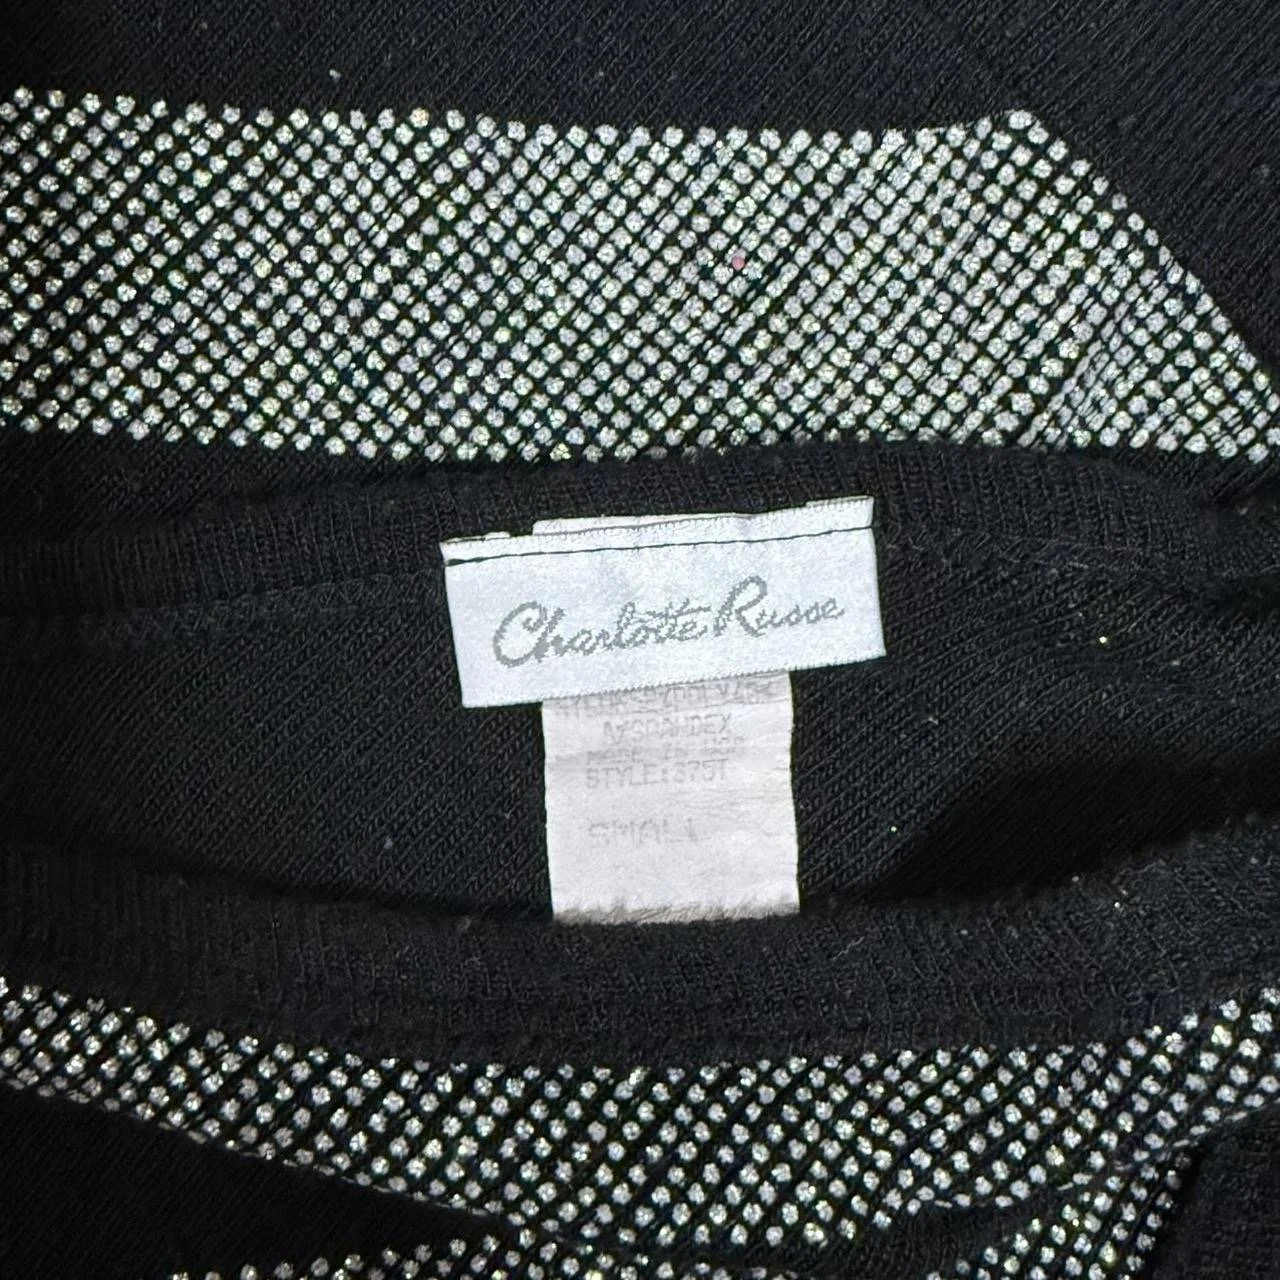 Charlotte Russe
SPANDEX
MADE IN USA
STYLE:375T
SMALL